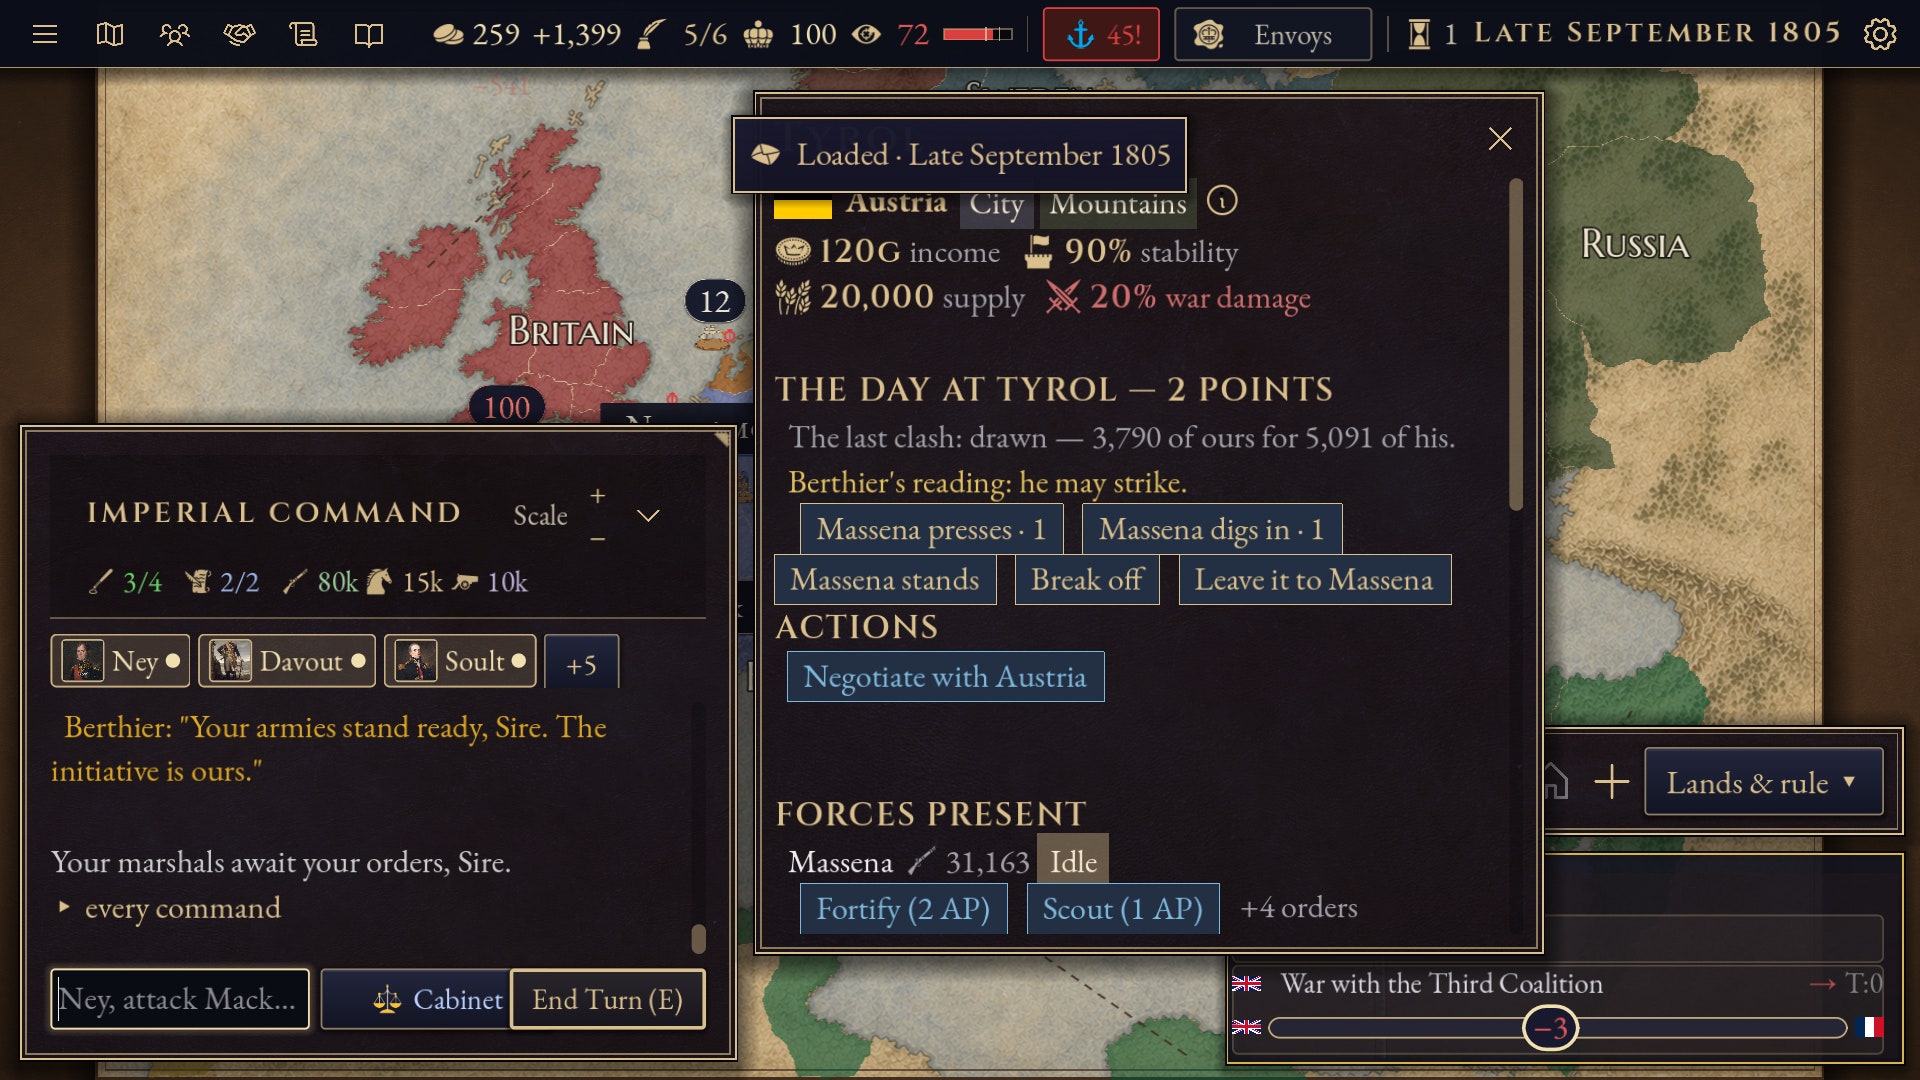 259 +1,399 5/6 100 72 45! Envoys 1 Late September 1805
-541
Loaded · Late September 1805
Austria City Mountains
120G income 90% stability
20,000 supply 20% war damage
Russia
Britain
12
100
The Day at Tyrol — 2 Points
The last clash: drawn — 3,790 of ours for 5,091 of his.
Berthier's reading: he may strike.
Massena presses · 1 Massena digs in · 1
Massena stands Break off Leave it to Massena
Actions
Negotiate with Austria
Forces Present
Massena 31,163 Idle
Fortify (2 AP) Scout (1 AP) +4 orders
Imperial Command Scale + −
3/4 2/2 80k 15k 10k
Ney Davout Soult +5
Berthier: "Your armies stand ready, Sire. The
initiative is ours."
Your marshals await your orders, Sire.
every command
Ney, attack Mack... Cabinet End Turn (E)
Lands & rule
War with the Third Coalition → T:0
−3